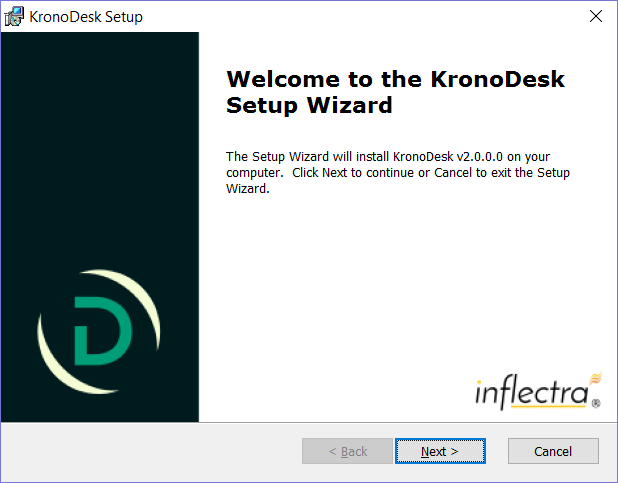 KronoDesk Setup
Welcome to the KronoDesk
Setup Wizard
The Setup Wizard will install KronoDesk v2.0.0.0 on your
computer.  Click Next to continue or Cancel to exit the Setup
Wizard.
D
inflectra®
< Back
Next >
Cancel